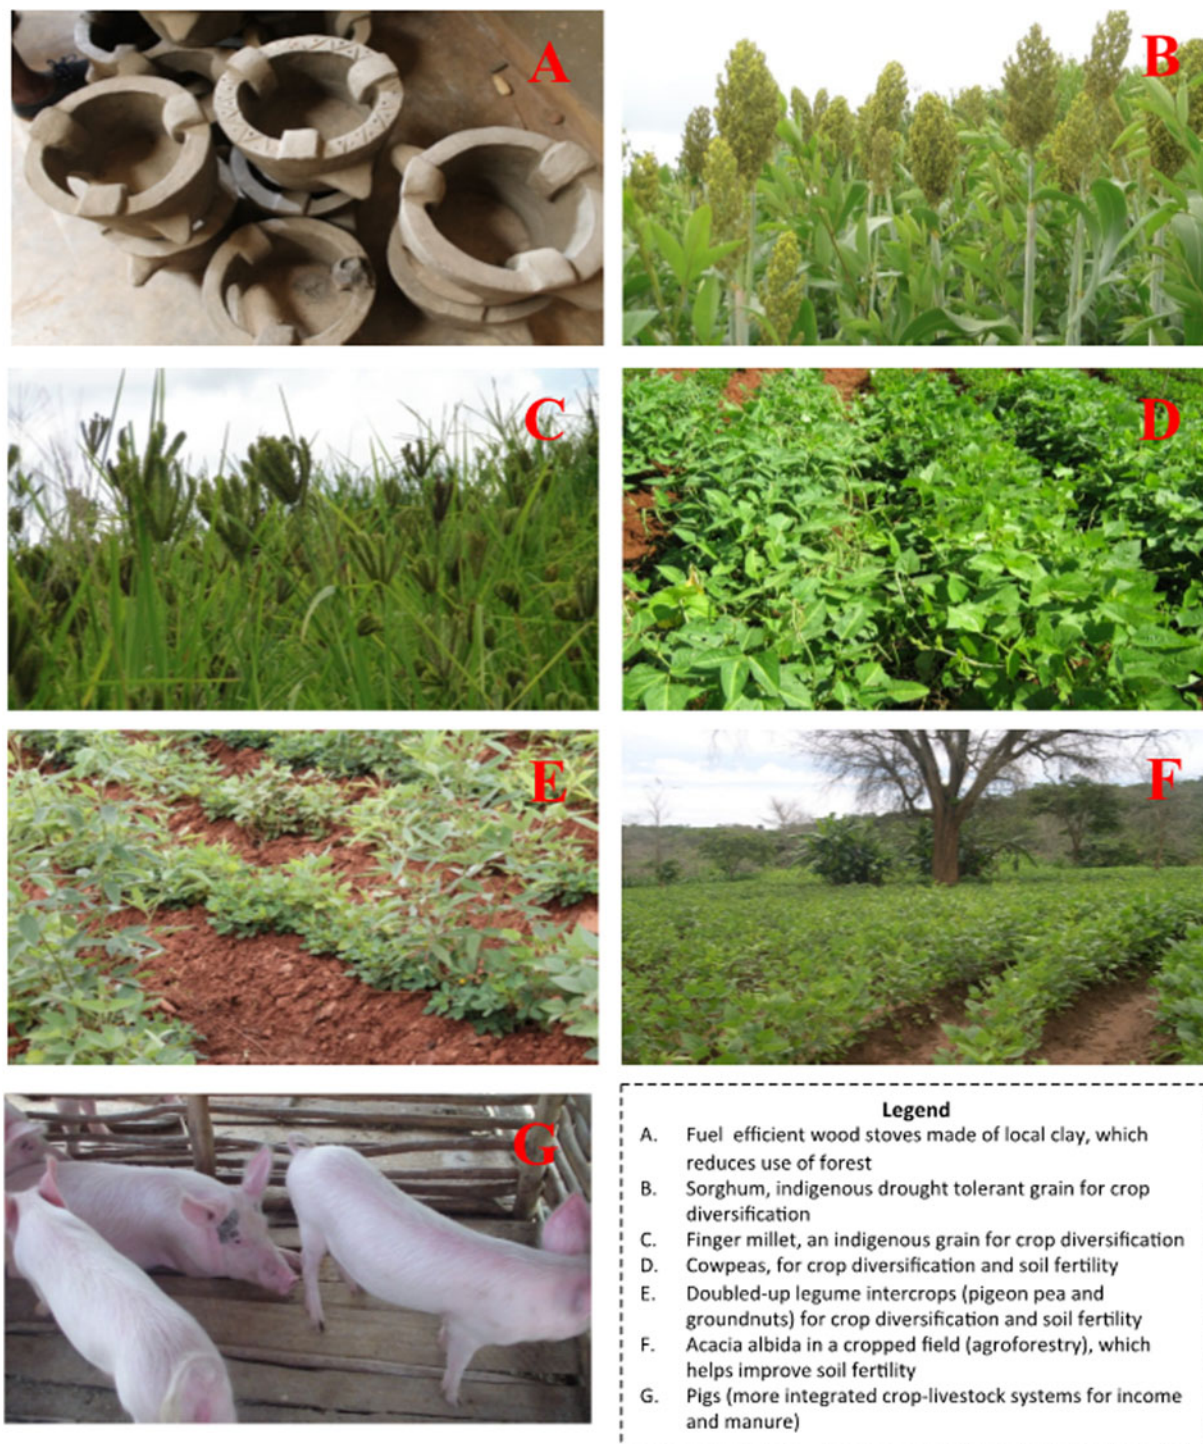 A
B
C
D
E
F
G
Legend
A. Fuel efficient wood stoves made of local clay, which
reduces use of forest
B. Sorghum, indigenous drought tolerant grain for crop
diversification
C. Finger millet, an indigenous grain for crop diversification
D. Cowpeas, for crop diversification and soil fertility
E. Doubled-up legume intercrops (pigeon pea and
groundnuts) for crop diversification and soil fertility
F. Acacia albida in a cropped field (agroforestry), which
helps improve soil fertility
G. Pigs (more integrated crop-livestock systems for income
and manure)